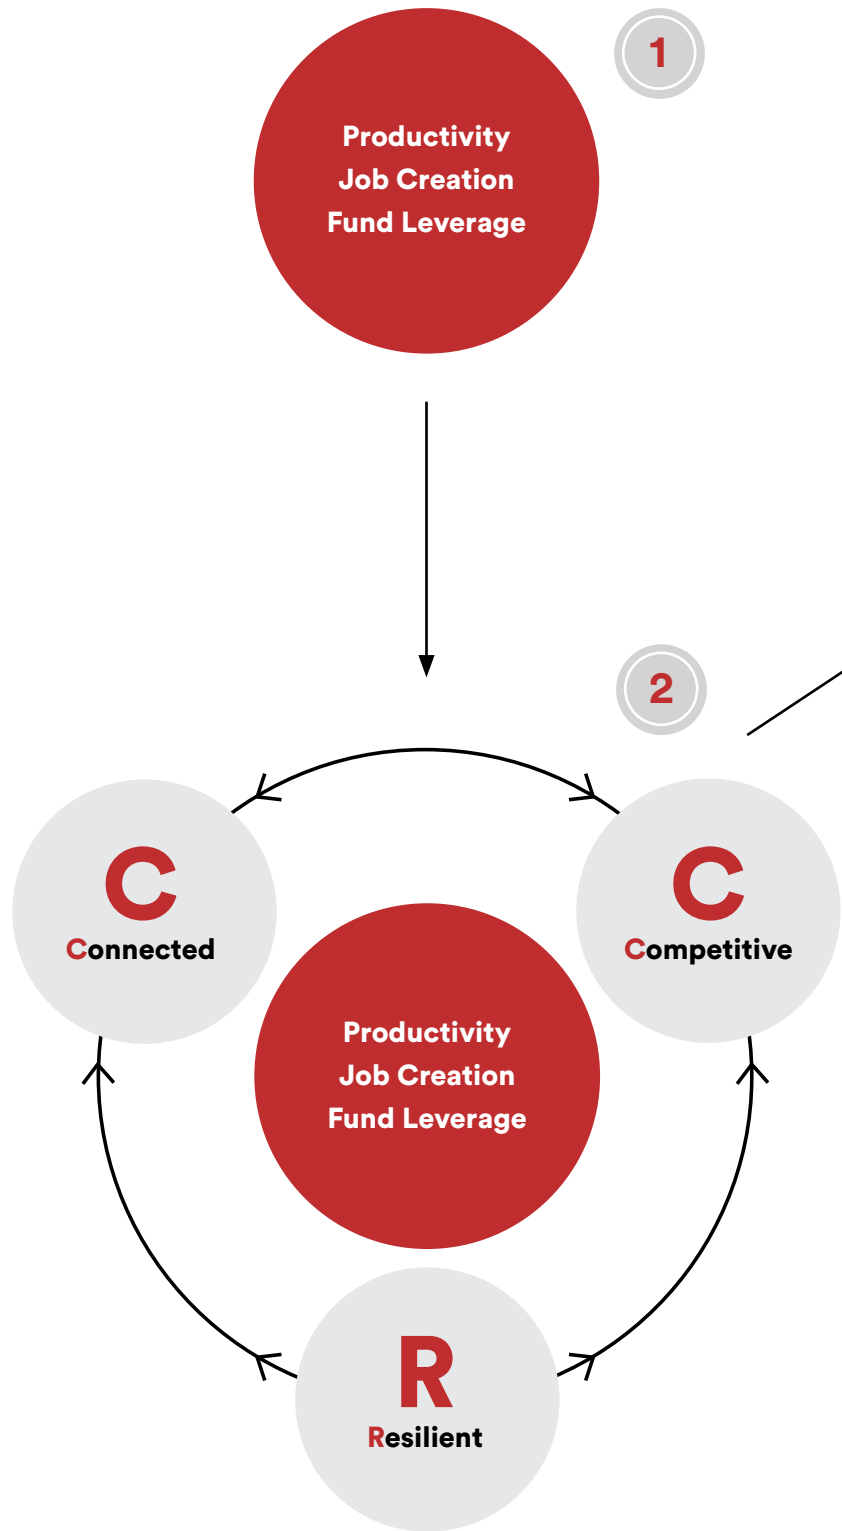 1
Productivity
Job Creation
Fund Leverage
2
C
Connected
C
Competitive
Productivity
Job Creation
Fund Leverage
R
Resilient